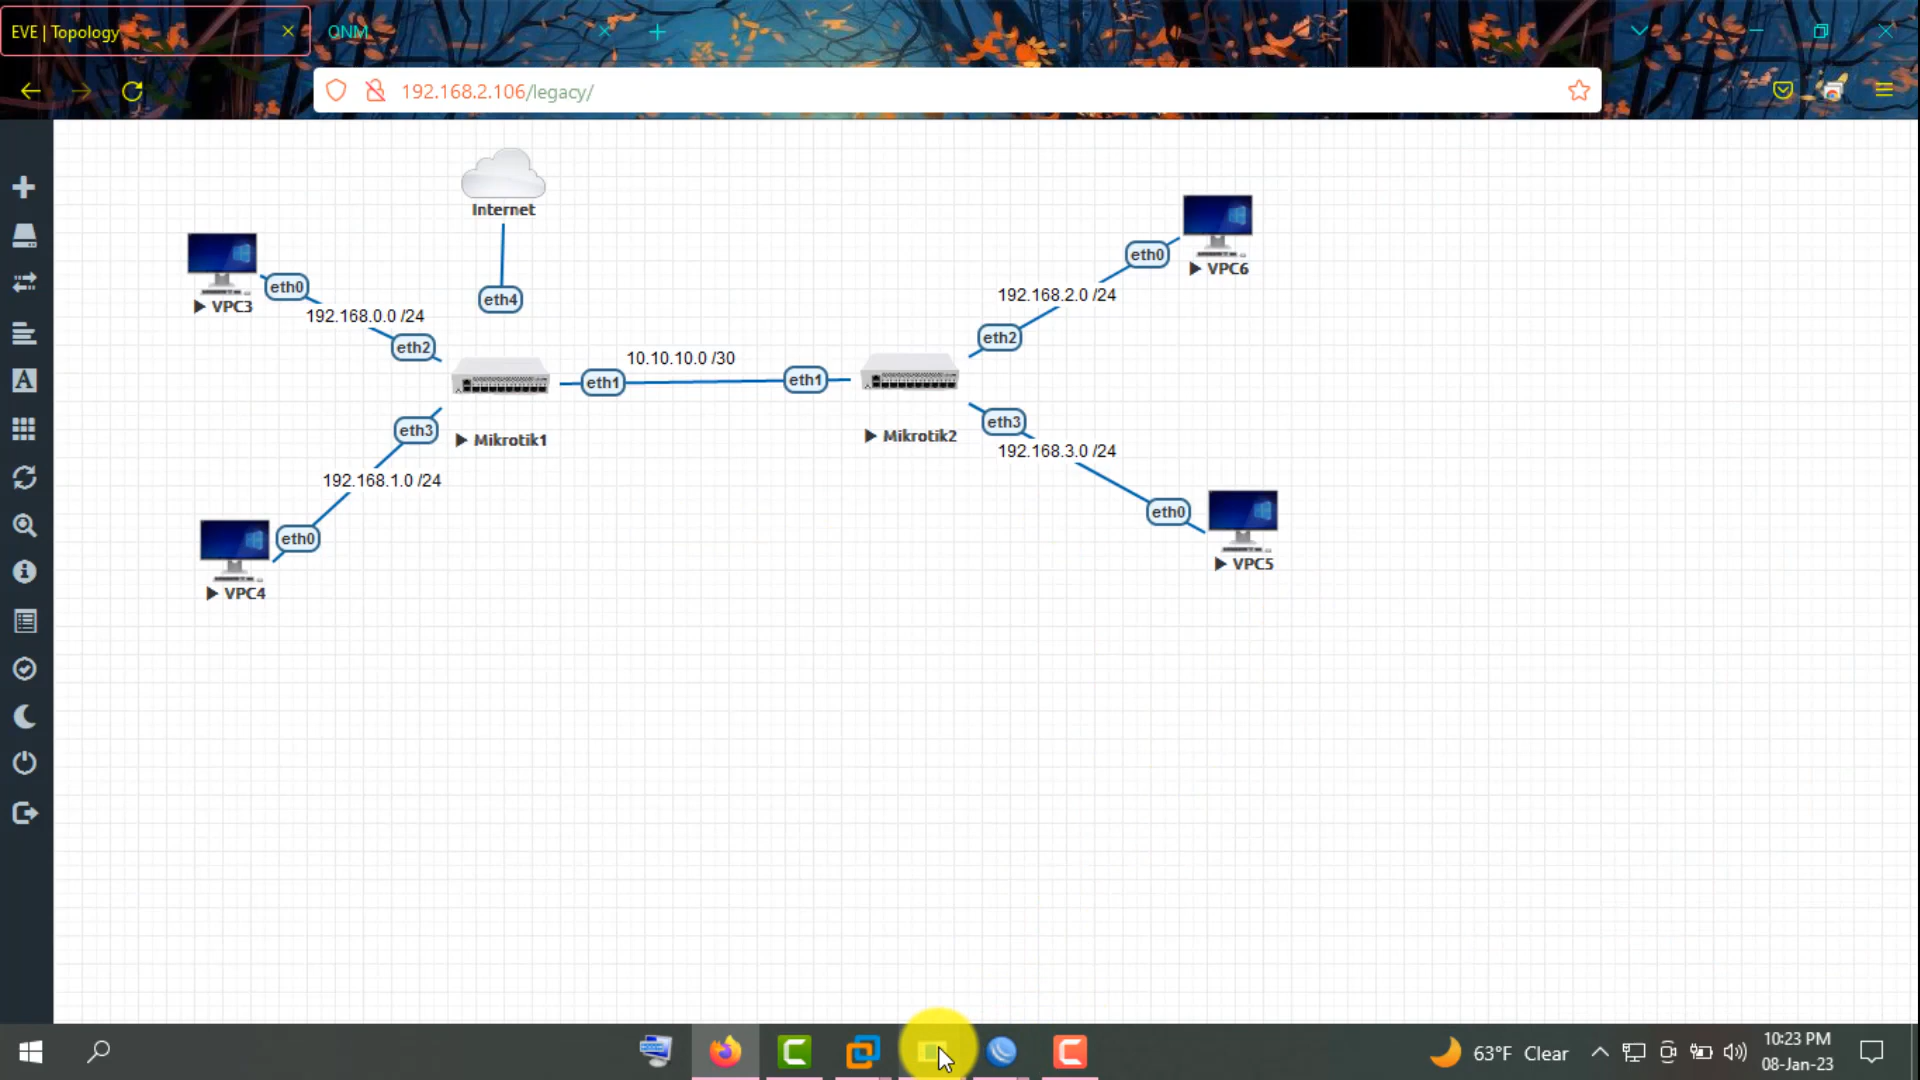 EVE | Topology
ONM
192.168.2.106/legacy/
Internet
eth4
VPC3
eth0
192.168.0.0 /24
eth2
Mikrotik1
eth1
10.10.10.0 /30
eth1
Mikrotik2
eth2
192.168.2.0 /24
eth0
VPC6
eth3
192.168.1.0 /24
eth0
VPC4
eth3
192.168.3.0 /24
eth0
VPC5
63°F Clear
10:23 PM
08-Jan-23